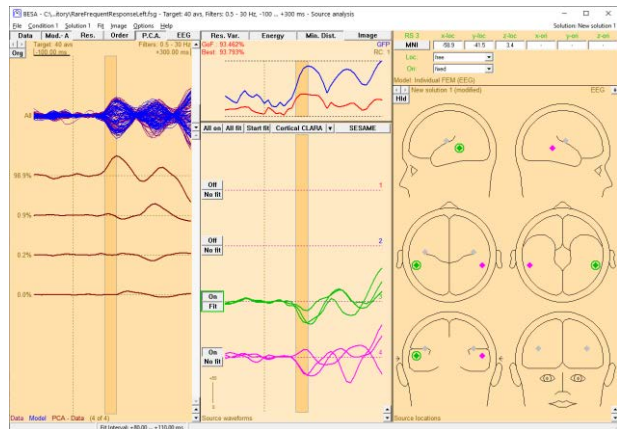 BESA - C:\...itory\RareFrequentResponseLeft.fsg - Target: 40 avs, Filters: 0.5 - 30 Hz, -100 ... +300 ms - Source analysis
File Condition 1 Solution 1 Fit Image Options Help
Solution: New solution 1
Data Mod.- A Res. Order P.C.A. EEG
Org
Target: 40 avs
-100.00 ms
Filters: 0.5 - 30 Hz
+300.00 ms
All
98.9%
0.9%
0.2%
0.0%
Data Model PCA - Data (4 of 4)
Fit Interval: +80.00 ... +110.00 ms
Res. Var. Energy Min. Dist. Image
GoF: 93.462%
Best: 93.793%
GFP
RC: 1
All on All fit Start fit Cortical CLARA SESAME
Off
No fit
1
Off
No fit
2
On
Fit
3
On
No fit
4
Source waveforms
RS 3 x-loc y-loc z-loc x-ori y-ori z-ori
MNI -58.9 41.5 3.4 - - -
Loc: free
Ori: fixed
Model: Individual FEM (EEG)
New solution 1 (modified)
EEG
Hld
Source locations